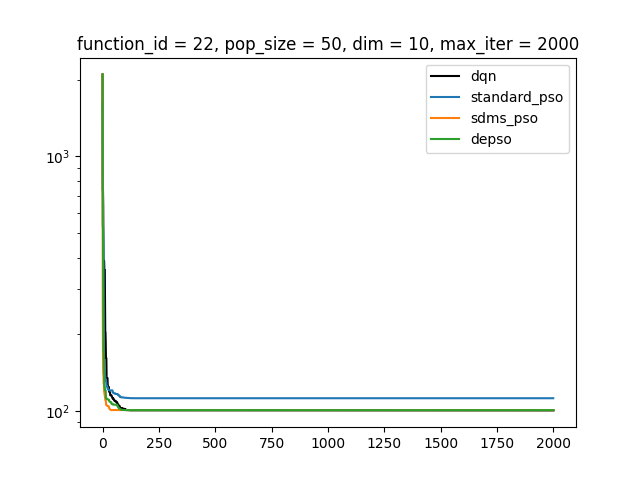 function_id = 22, pop_size = 50, dim = 10, max_iter = 2000
dqn
standard_pso
sdms_pso
depso
10³
10²
0 250 500 750 1000 1250 1500 1750 2000